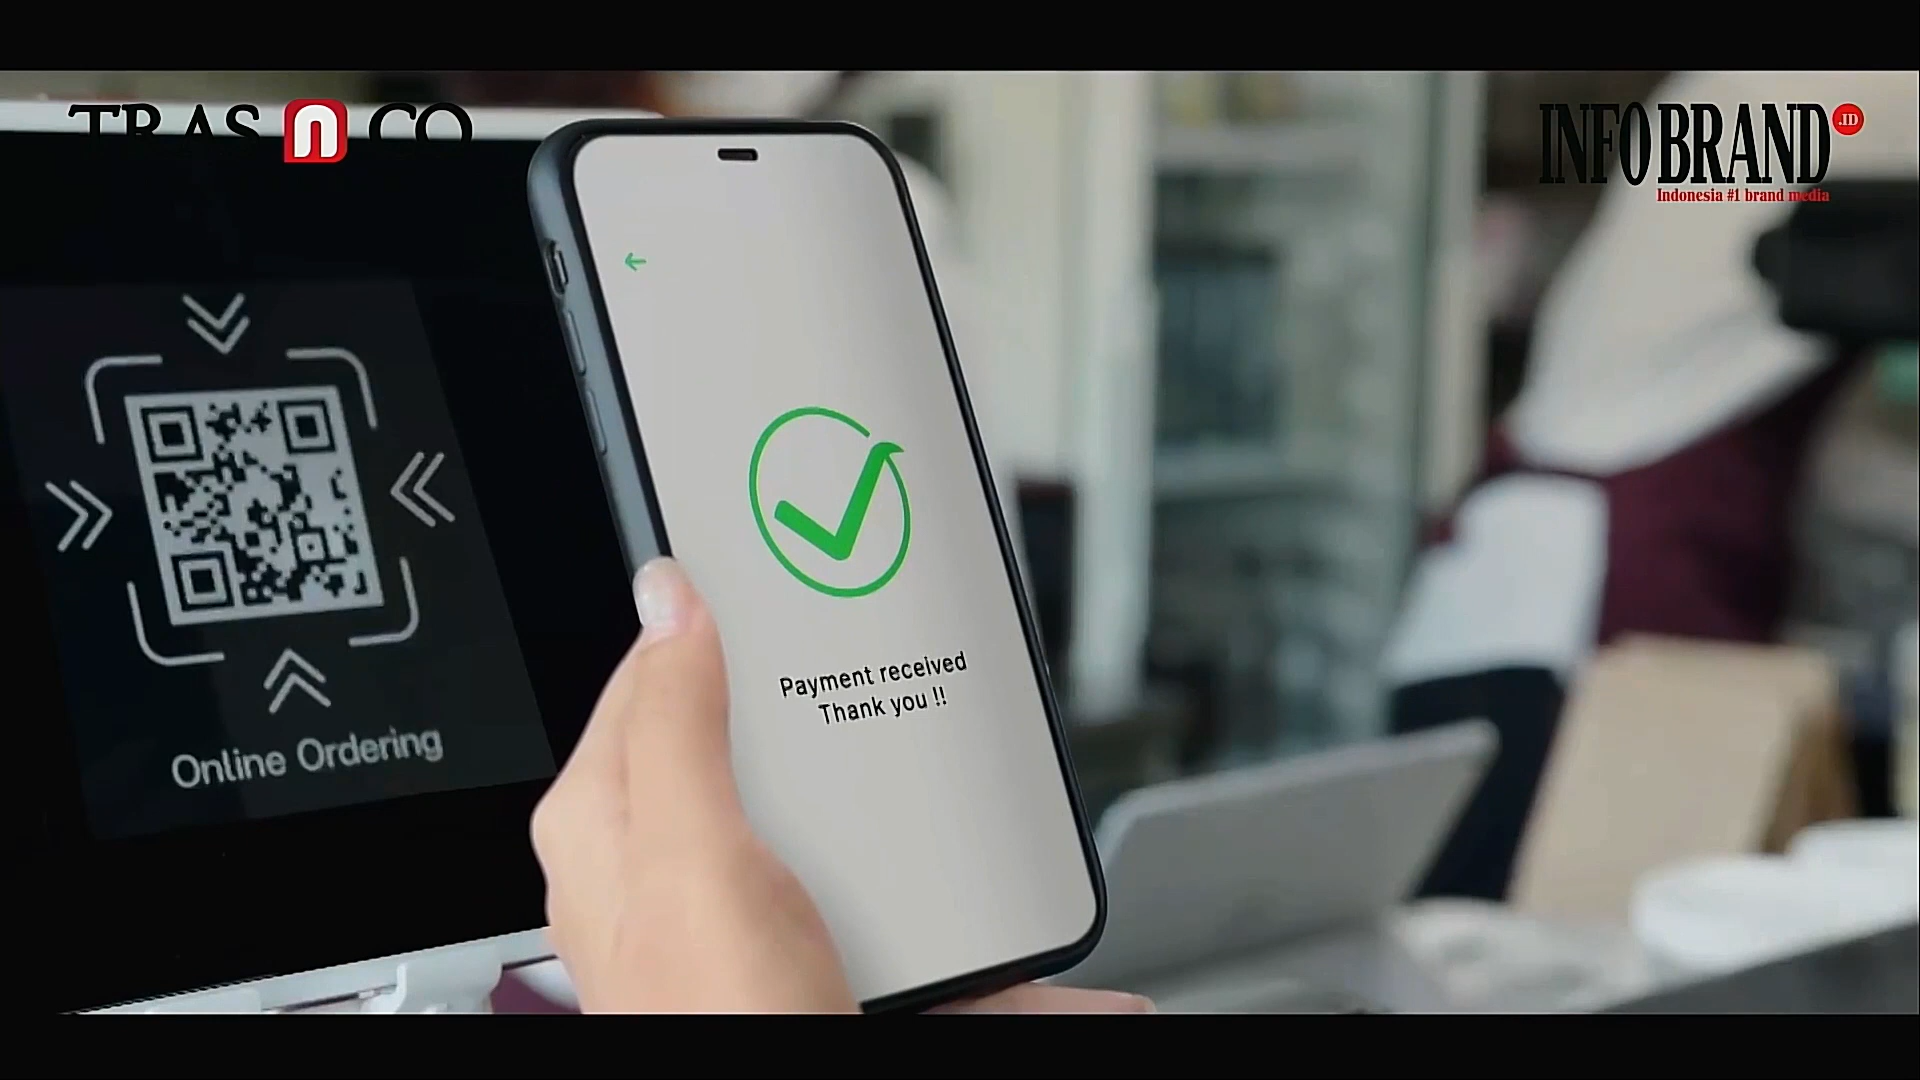 TRAS N CO
INFOBRAND.ID
Indonesia #1 brand media
Payment received
Thank you !!
Online Ordering